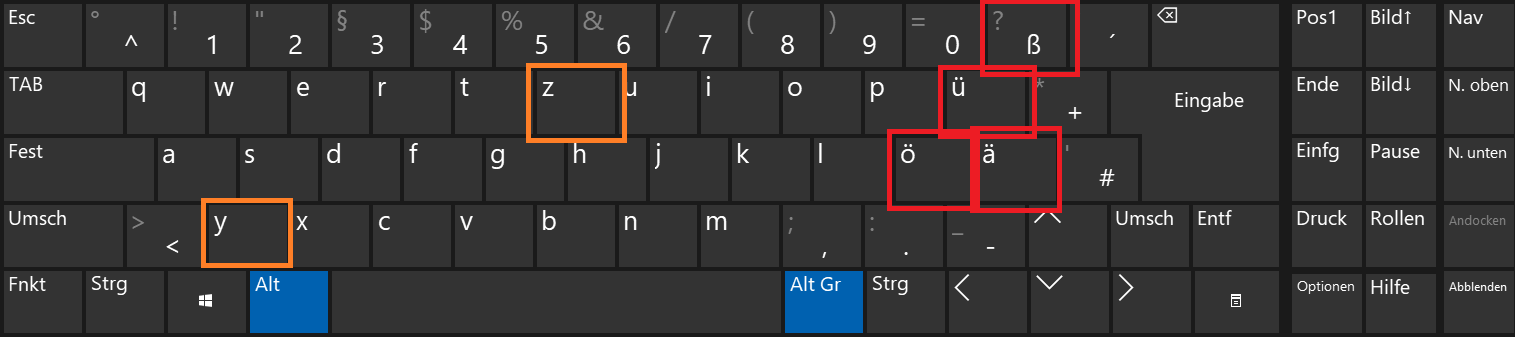 Esc ° ^ ! 1 " 2 § 3 $ 4 % 5 & 6 / 7 ( 8 ) 9 = 0 ? ß ´ Pos1 Bild↑ Nav
TAB q w e r t z u i o p ü * + Eingabe Ende Bild↓ N. oben
Fest a s d f g h j k l ö ä ' # Einfg Pause N. unten
Umsch > < y x c v b n m ; , : . _ - Umsch Entf Druck Rollen Andocken
Fnkt Strg Alt Alt Gr Strg Optionen Hilfe Abblenden